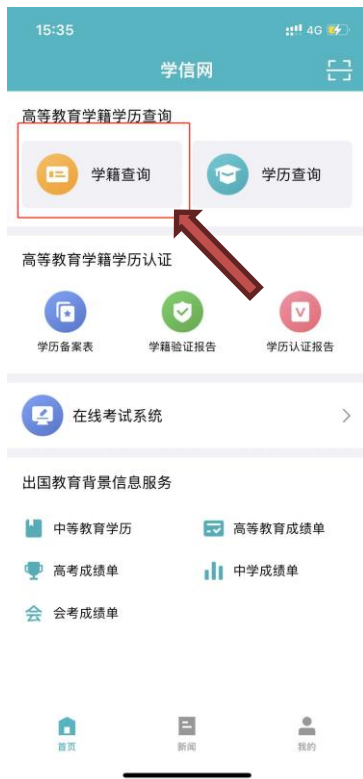 15:35 4G
学信网
高等教育学籍学历查询
学籍查询 学历查询
高等教育学籍学历认证
学历备案表 学籍验证报告 学历认证报告
在线考试系统
出国教育背景信息服务
中等教育学历 高等教育成绩单
高考成绩单 中学成绩单
会 会考成绩单
首页 新闻 我的